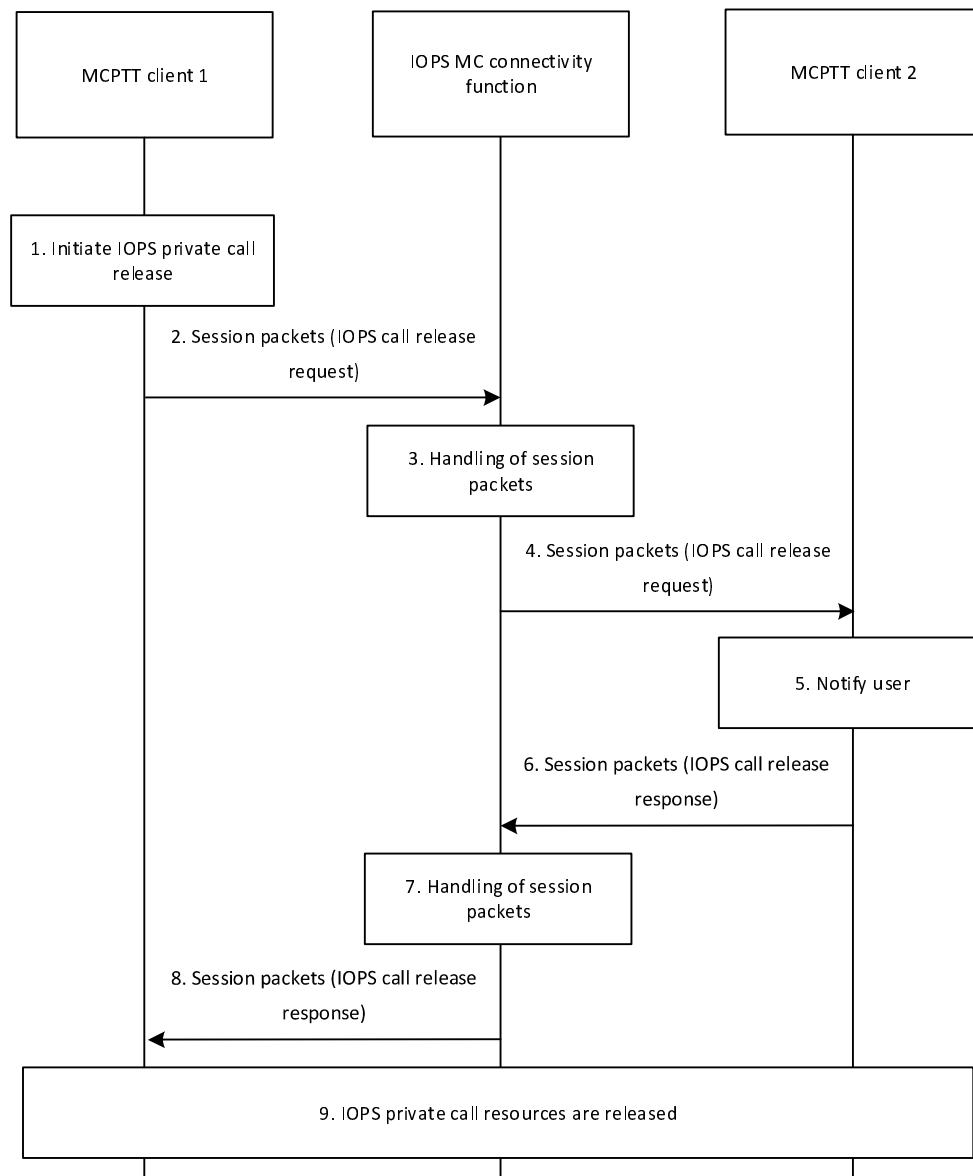 MCPTT client 1
IOPS MC connectivity
function
MCPTT client 2
1. Initiate IOPS private call
release
2. Session packets (IOPS call release
request)
3. Handling of session
packets
4. Session packets (IOPS call release
request)
5. Notify user
6. Session packets (IOPS call release
response)
7. Handling of session
packets
8. Session packets (IOPS call release
response)
9. IOPS private call resources are released